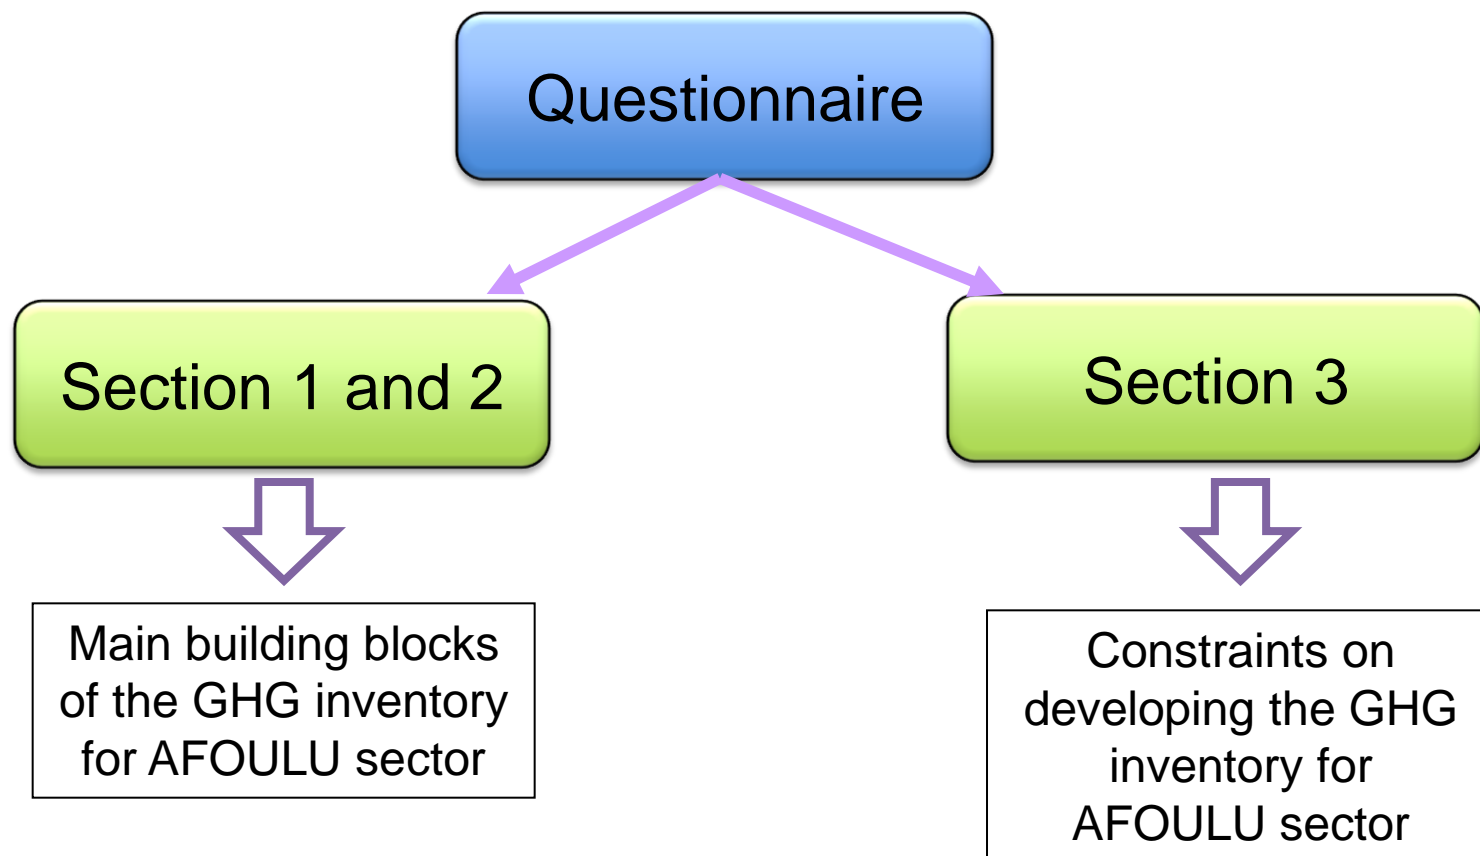 Questionnaire
Section 1 and 2
Section 3
Main building blocks
of the GHG inventory
for AFOULU sector
Constraints on
developing the GHG
inventory for
AFOULU sector